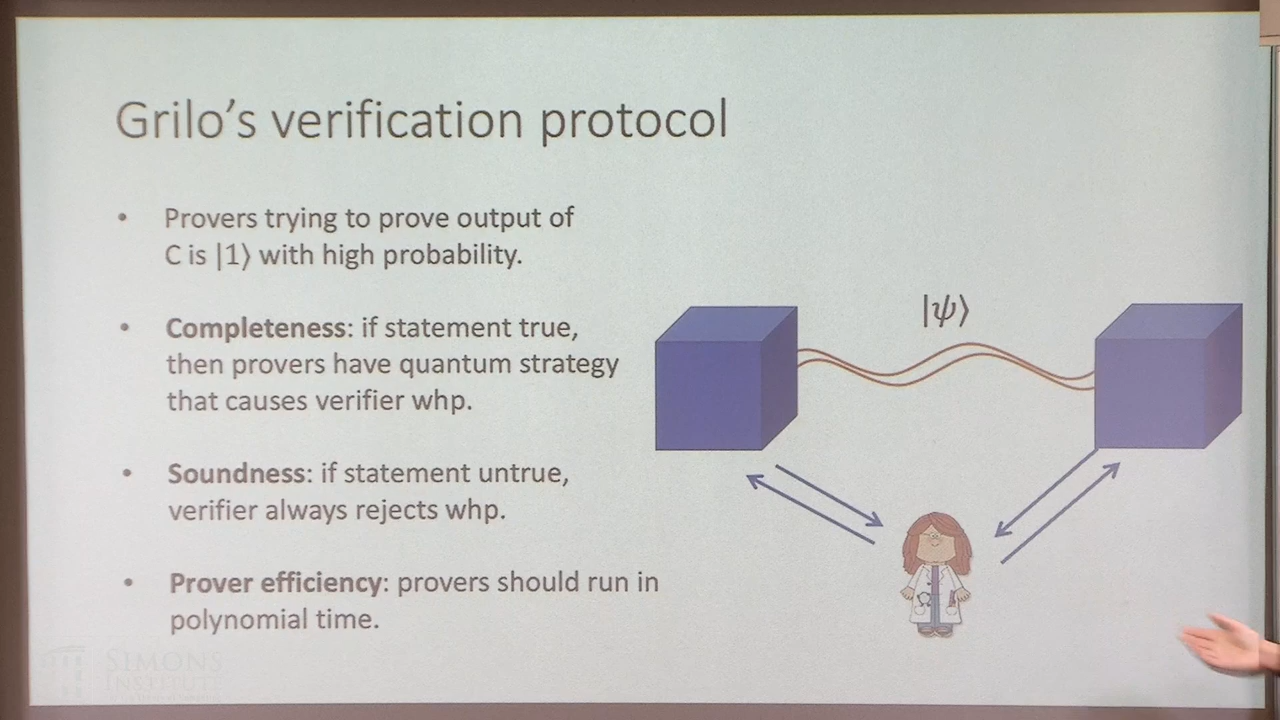 Grilo's verification protocol
• Provers trying to prove output of
C is |1⟩ with high probability.
• Completeness: if statement true,
then provers have quantum strategy
that causes verifier whp.
• Soundness: if statement untrue,
verifier always rejects whp.
• Prover efficiency: provers should run in
polynomial time.
|ψ⟩
SIMONS
INSTITUTE